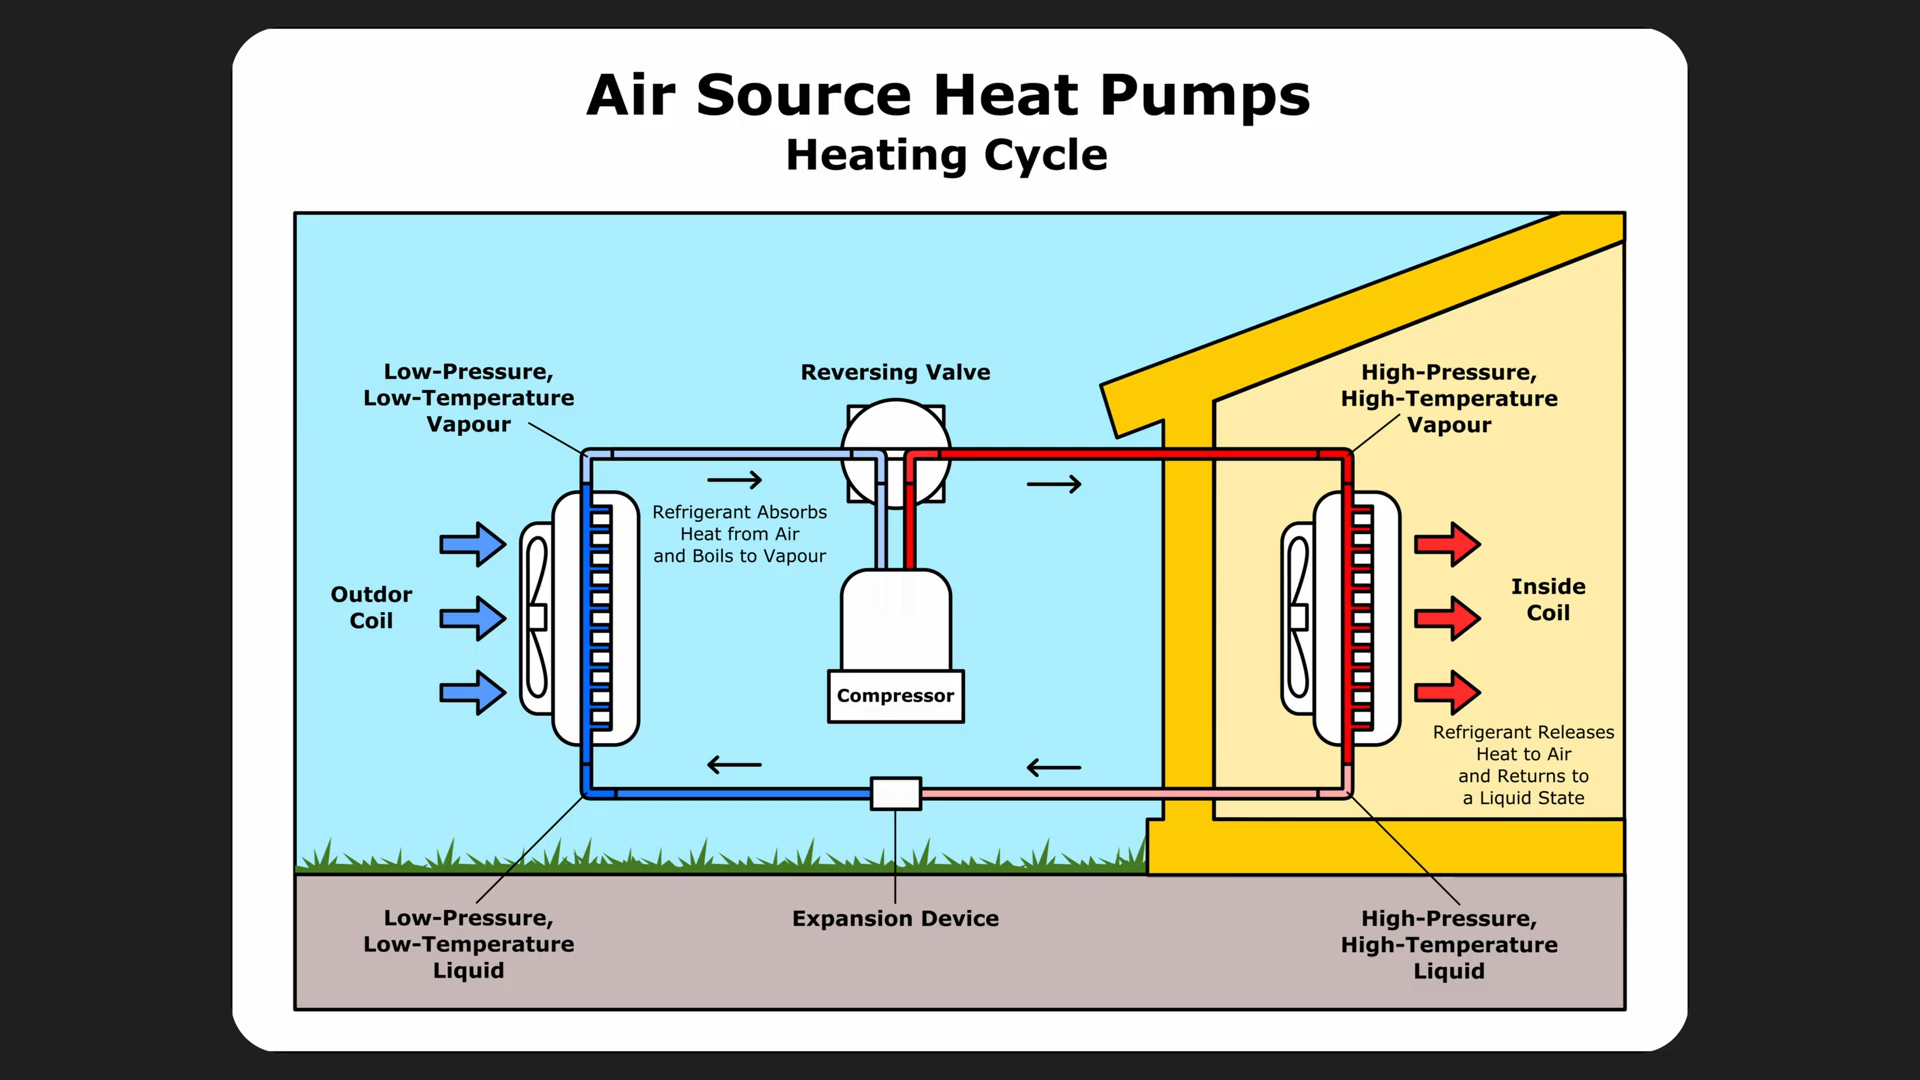 Air Source Heat Pumps
Heating Cycle
Low-Pressure,
Low-Temperature
Vapour
Reversing Valve
High-Pressure,
High-Temperature
Vapour
Refrigerant Absorbs
Heat from Air
and Boils to Vapour
Outdor
Coil
Inside
Coil
Compressor
Refrigerant Releases
Heat to Air
and Returns to
a Liquid State
Low-Pressure,
Low-Temperature
Liquid
Expansion Device
High-Pressure,
High-Temperature
Liquid